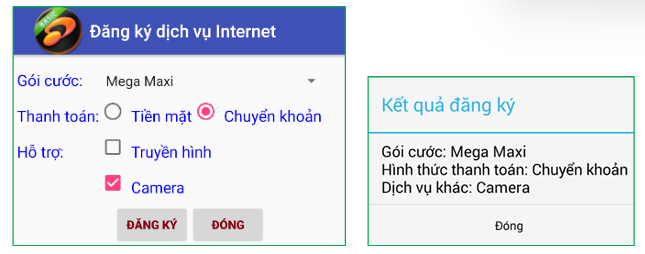 BASIC
Đăng ký dịch vụ Internet
Gói cước: Mega Maxi
Thanh toán: Tiền mặt Chuyển khoản
Hỗ trợ: Truyền hình
Camera
ĐĂNG KÝ ĐÓNG
Kết quả đăng ký
Gói cước: Mega Maxi
Hình thức thanh toán: Chuyển khoản
Dịch vụ khác: Camera
Đóng